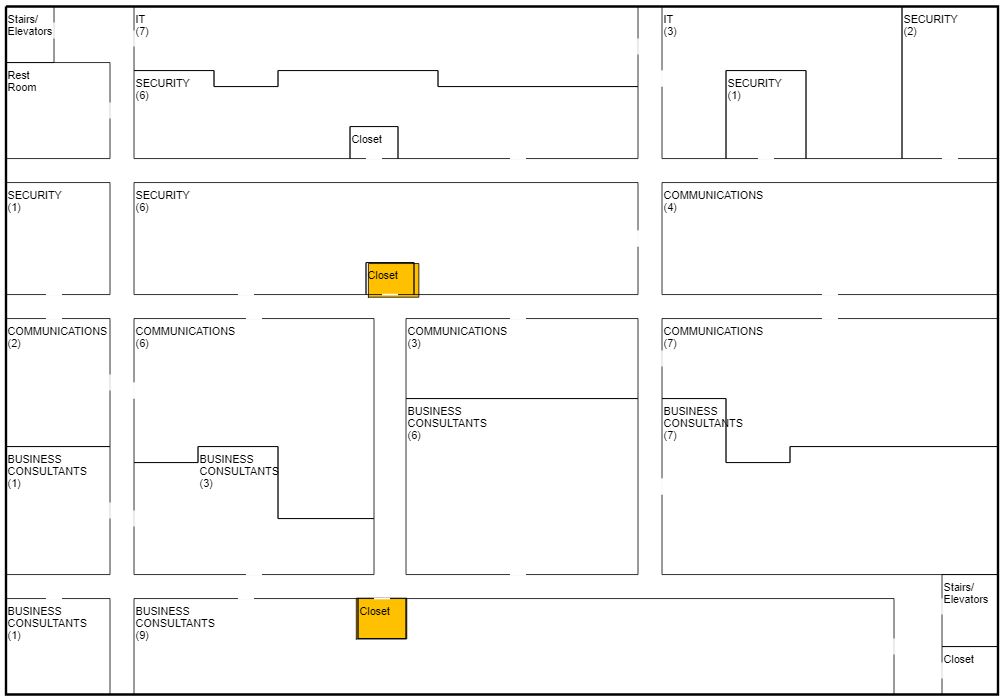 Stairs/
Elevators
IT
(7)
IT
(3)
SECURITY
(2)
Rest
Room
SECURITY
(6)
SECURITY
(1)
Closet
SECURITY
(1)
SECURITY
(6)
COMMUNICATIONS
(4)
Closet
COMMUNICATIONS
(2)
COMMUNICATIONS
(6)
COMMUNICATIONS
(3)
COMMUNICATIONS
(7)
BUSINESS
CONSULTANTS
(6)
BUSINESS
CONSULTANTS
(7)
BUSINESS
CONSULTANTS
(1)
BUSINESS
CONSULTANTS
(3)
Stairs/
Elevators
BUSINESS
CONSULTANTS
(1)
BUSINESS
CONSULTANTS
(9)
Closet
Closet